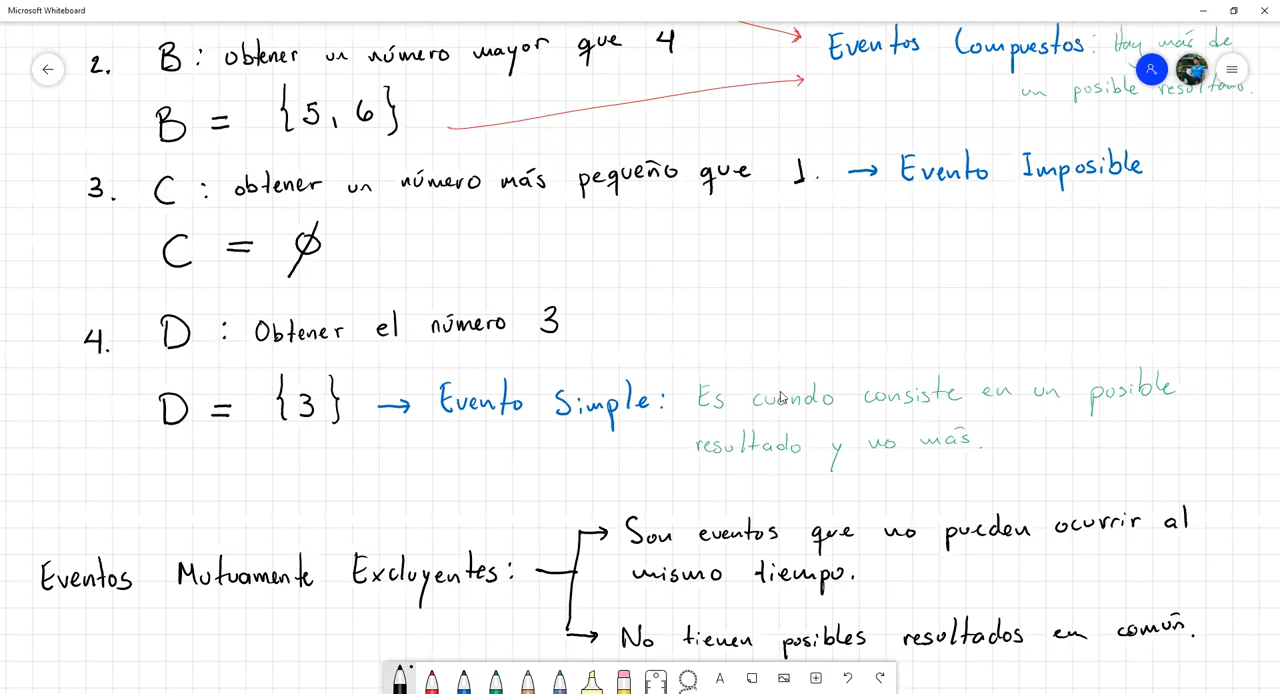 Microsoft Whiteboard
2. B : obtener un número mayor que 4
Eventos Compuestos: Hay más de
un posible resultado.
B = {5, 6}
3. C : obtener un número más pequeño que 1. → Evento Imposible
C = ∅
4. D : Obtener el número 3
D = {3} → Evento Simple: Es cuando consiste en un posible
resultado y no más.
Eventos Mutuamente Excluyentes: → Son eventos que no pueden ocurrir al
mismo tiempo.
→ No tienen posibles resultados en común.